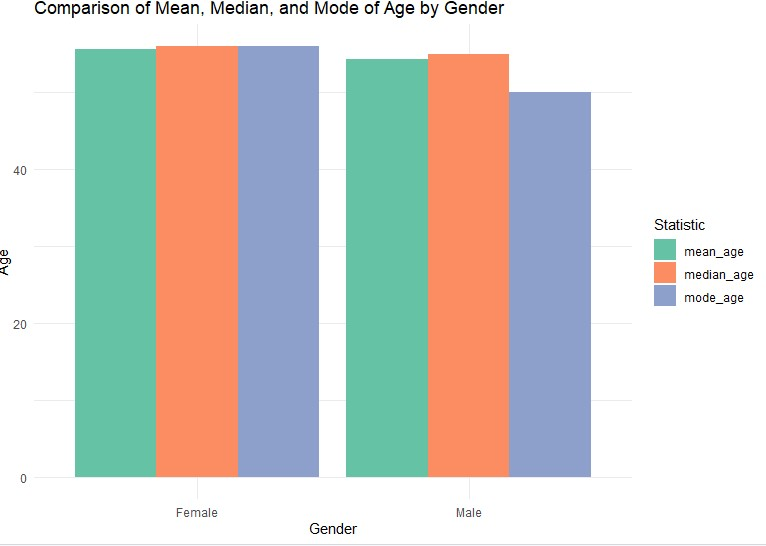 Comparison of Mean, Median, and Mode of Age by Gender
40
20
0
Age
Female
Male
Gender
Statistic
mean_age
median_age
mode_age